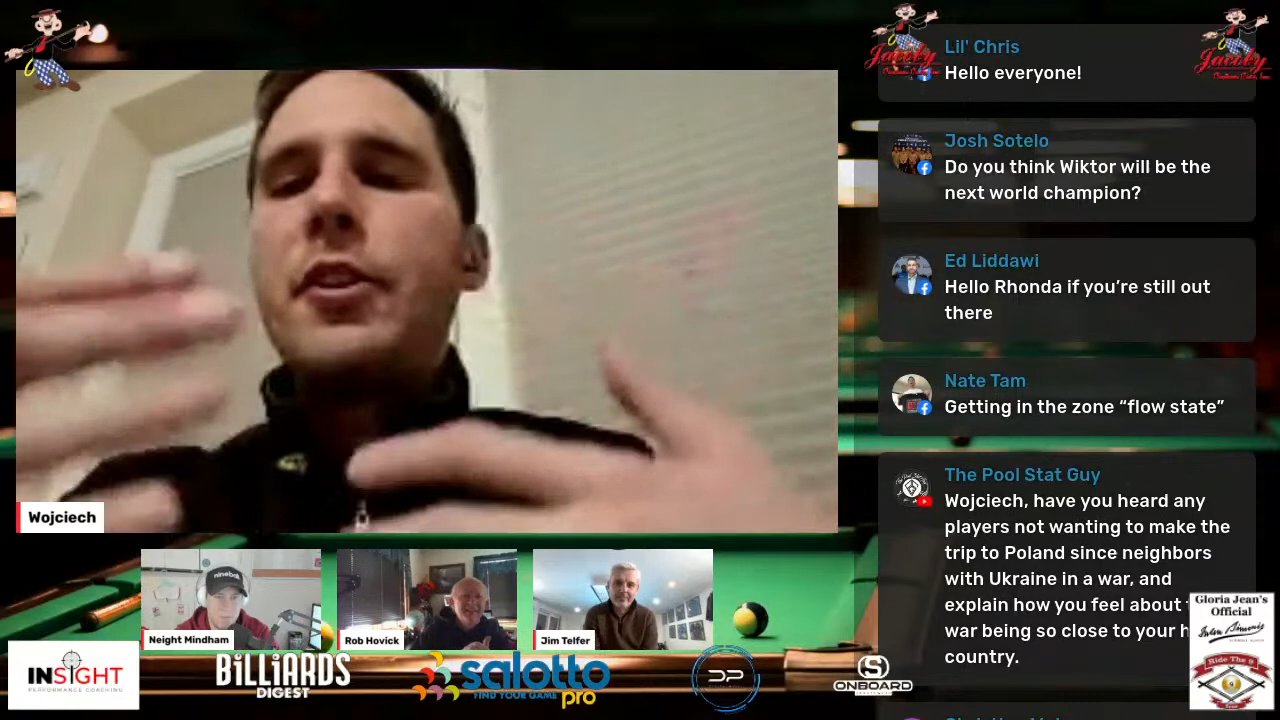 Lil' Chris
Hello everyone!
Jacoby
Jacoby
Josh Sotelo
Do you think Wiktor will be the
next world champion?
Ed Liddawi
Hello Rhonda if you’re still out
there
Nate Tam
Getting in the zone “flow state”
The Pool Stat Guy
Wojciech, have you heard any
players not wanting to make the
trip to Poland since neighbors
with Ukraine in a war, and
explain how you feel about
war being so close to your h
country.
Wojciech
nineball
Neight Mindham
Rob Hovick
Jim Telfer
INSIGHT
PERFORMANCE COACHING
BILLIARDS
DIGEST
salotto
FIND YOUR GAME
pro
DP
ONBOARD
Gloria Jean's
Official
Ride The 9
Tour